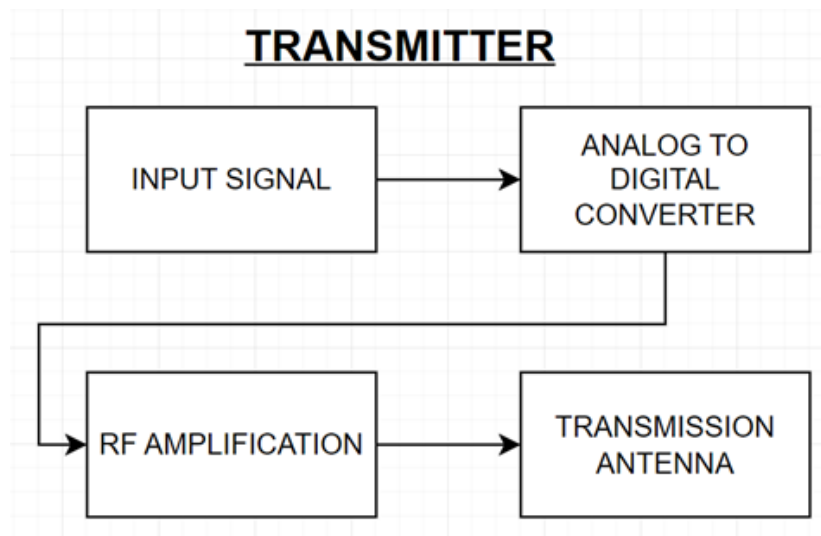 TRANSMITTER
INPUT SIGNAL
ANALOG TO
DIGITAL
CONVERTER
RF AMPLIFICATION
TRANSMISSION
ANTENNA